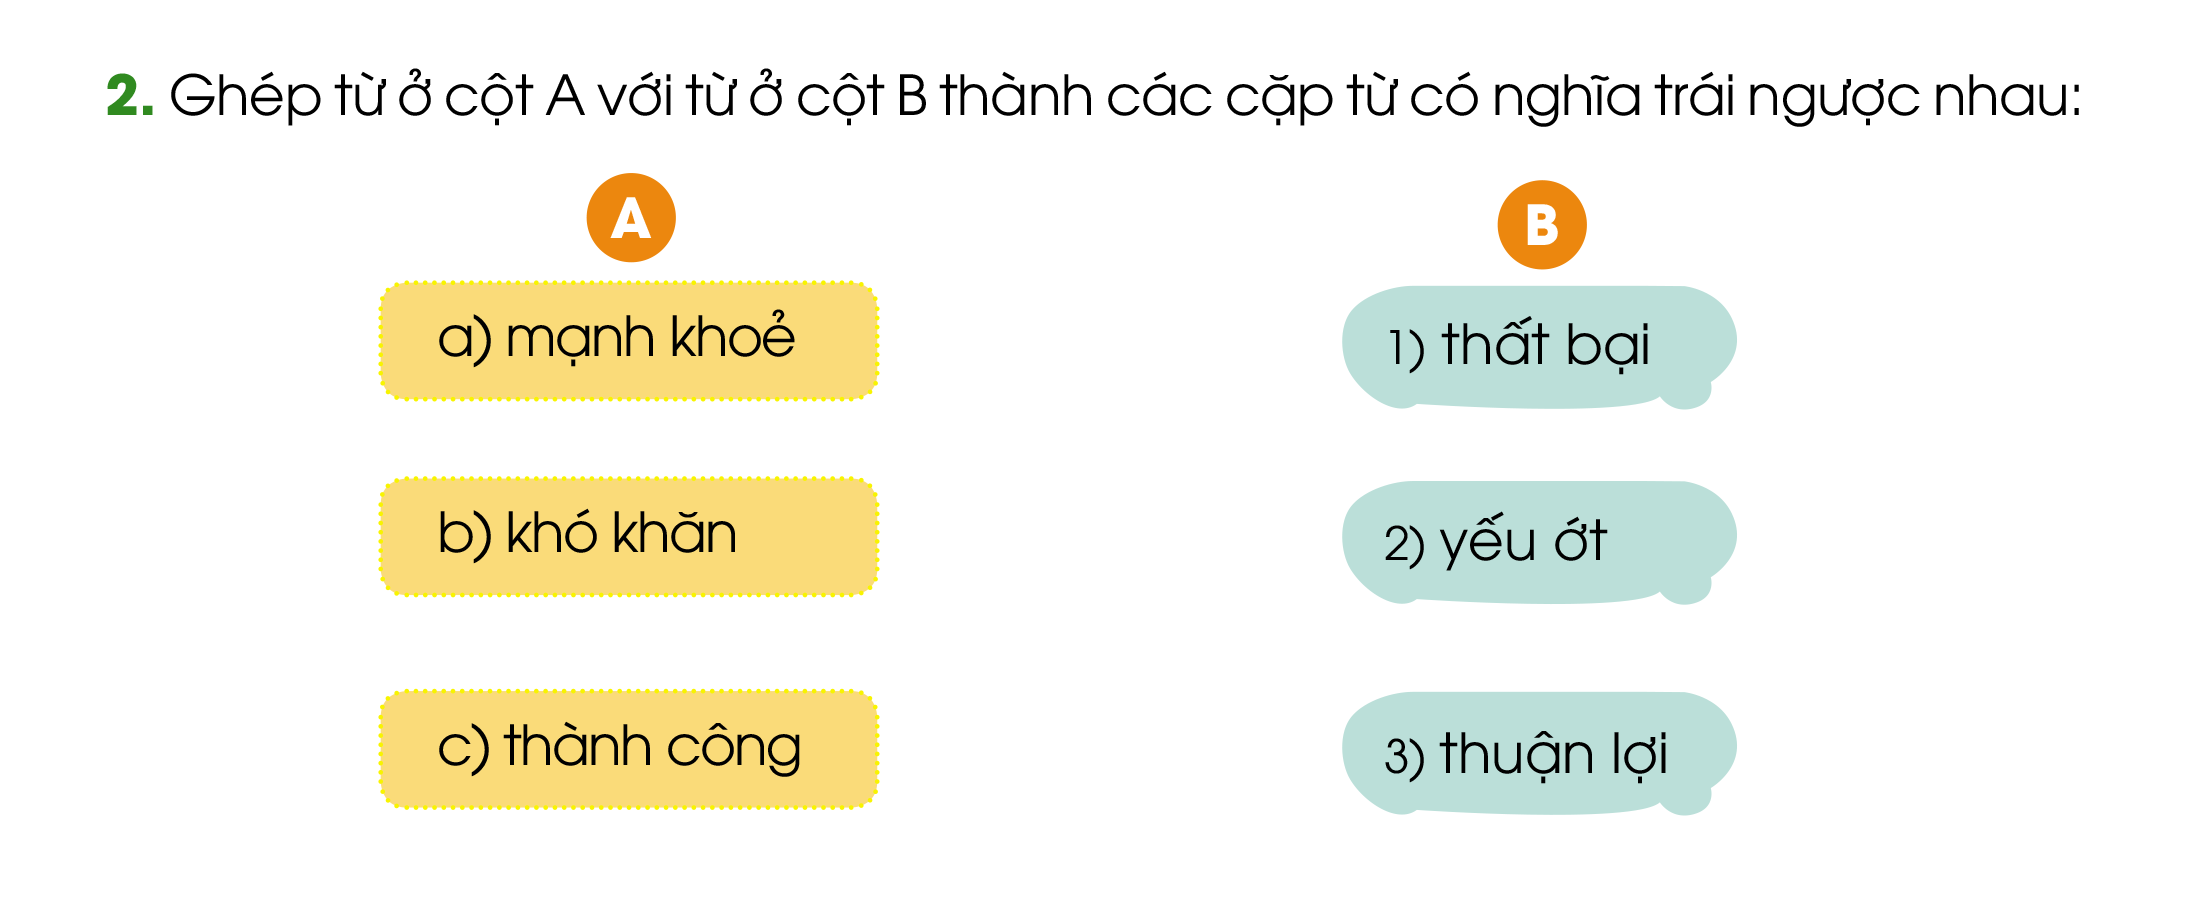 2. Ghép từ ở cột A với từ ở cột B thành các cặp từ có nghĩa trái ngược nhau:
A
B
a) mạnh khoẻ
1) thất bại
b) khó khăn
2) yếu ớt
c) thành công
3) thuận lợi